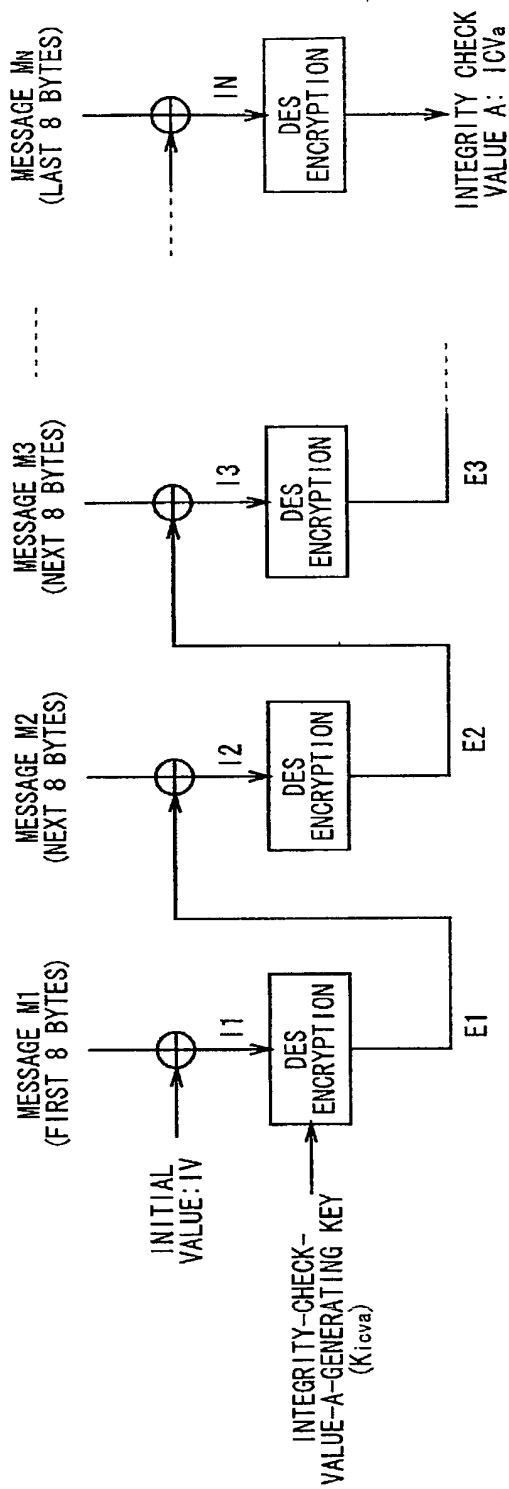 MESSAGE M1
(FIRST 8 BYTES)
MESSAGE M2
(NEXT 8 BYTES)
MESSAGE M3
(NEXT 8 BYTES)
MESSAGE MN
(LAST 8 BYTES)
INITIAL
VALUE:IV
I1
I2
I3
IN
INTEGRITY-CHECK-
VALUE-A-GENERATING KEY
(Kicva)
DES
ENCRYPTION
DES
ENCRYPTION
DES
ENCRYPTION
DES
ENCRYPTION
E1
E2
E3
INTEGRITY CHECK
VALUE A: ICVa